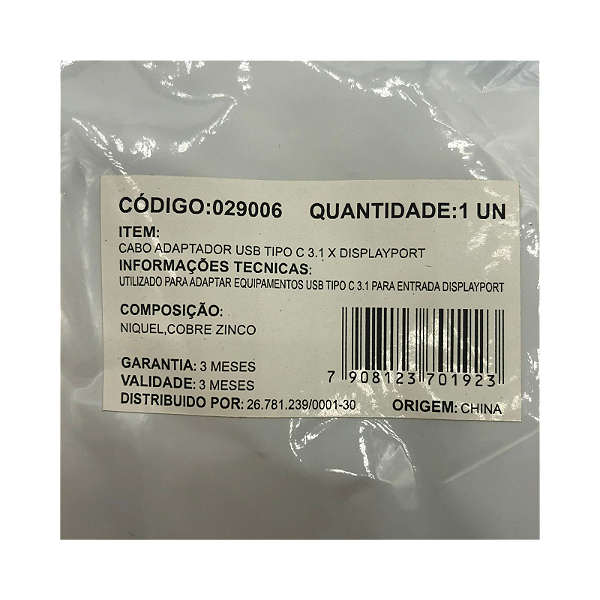 CÓDIGO:029006 QUANTIDADE:1 UN
ITEM:
CABO ADAPTADOR USB TIPO C 3.1 X DISPLAYPORT
INFORMAÇÕES TECNICAS:
UTILIZADO PARA ADAPTAR EQUIPAMENTOS USB TIPO C 3.1 PARA ENTRADA DISPLAYPORT
COMPOSIÇÃO:
NIQUEL,COBRE ZINCO
GARANTIA: 3 MESES
VALIDADE: 3 MESES
7 908123 701923
DISTRIBUIDO POR: 26.781.239/0001-30 ORIGEM: CHINA